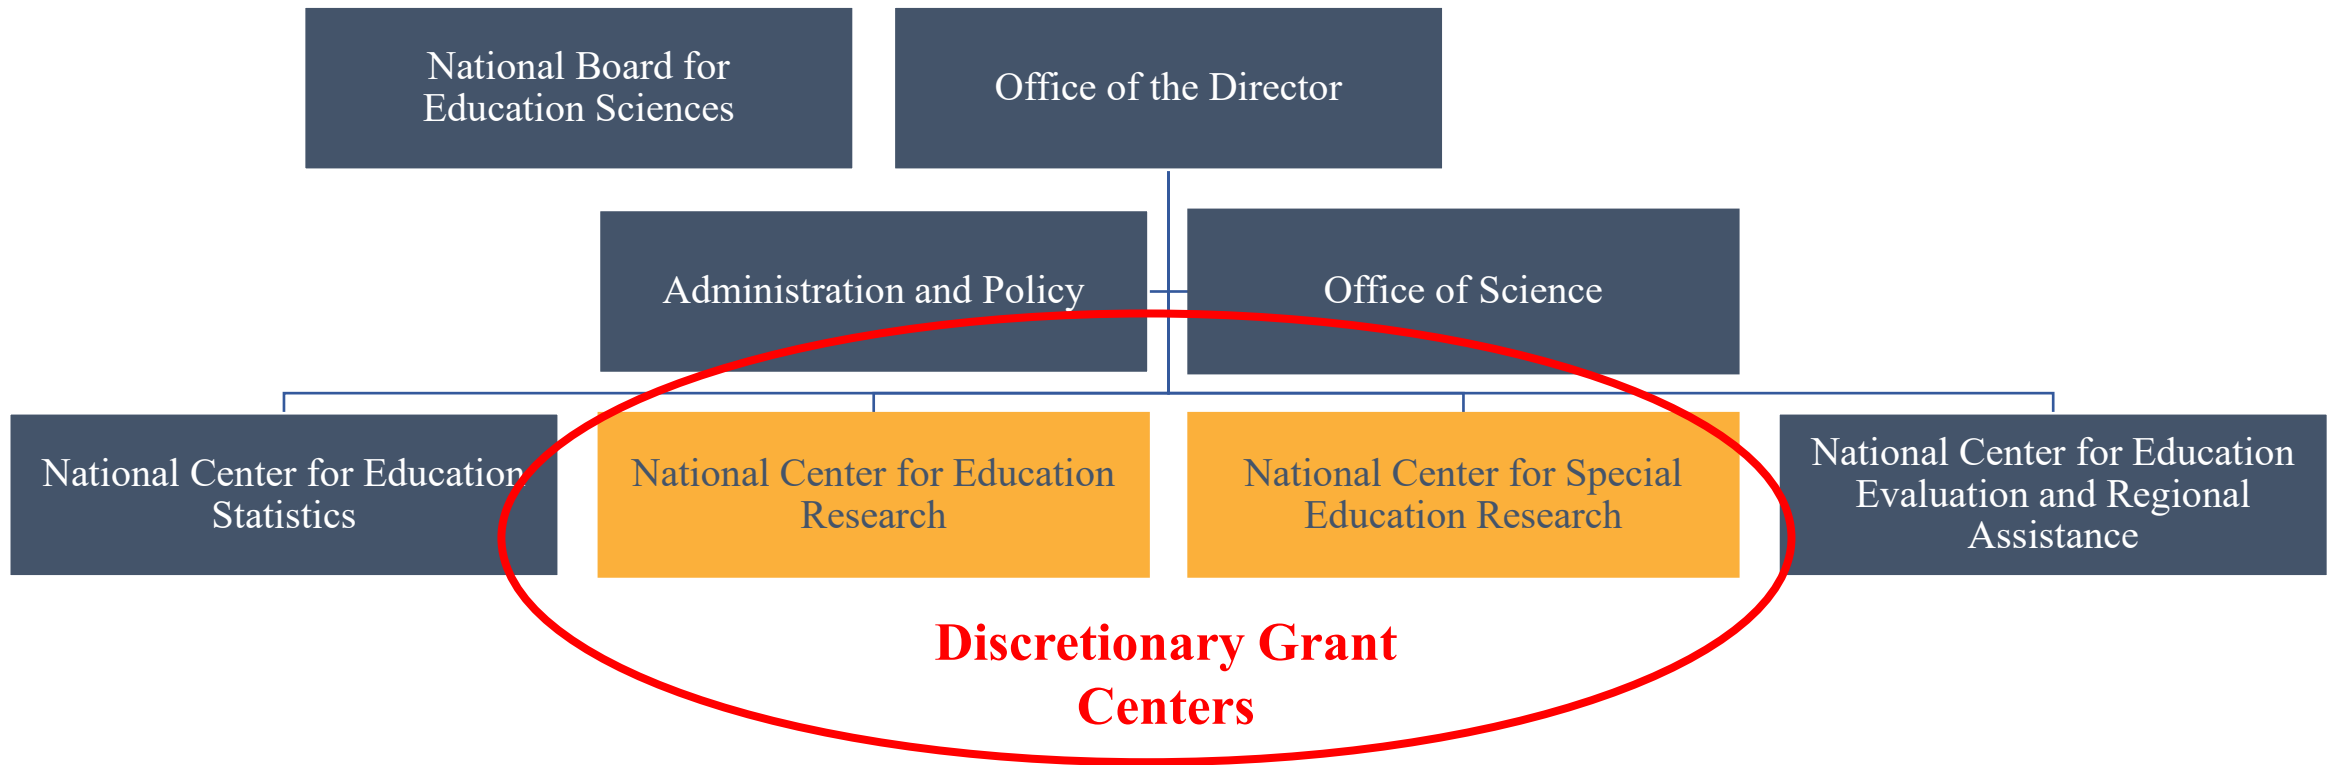 National Board for
Education Sciences
Office of the Director
Administration and Policy
Office of Science
National Center for Education
Statistics
National Center for Education
Research
National Center for Special
Education Research
National Center for Education
Evaluation and Regional
Assistance
Discretionary Grant
Centers